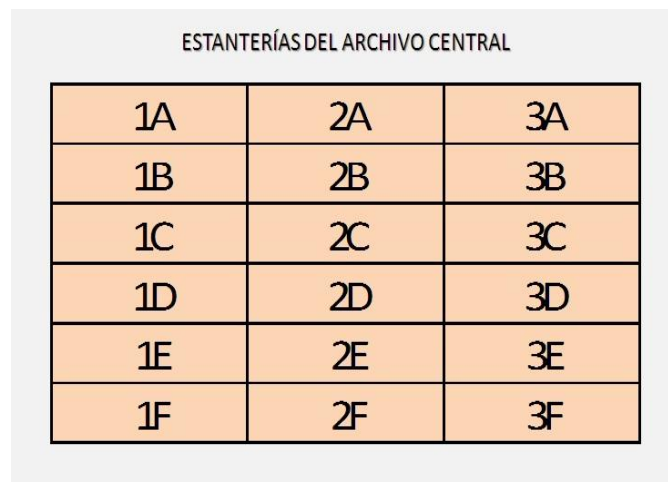 ESTANTERÍAS DEL ARCHIVO CENTRAL
1A 2A 3A
1B 2B 3B
1C 2C 3C
1D 2D 3D
1E 2E 3E
1F 2F 3F